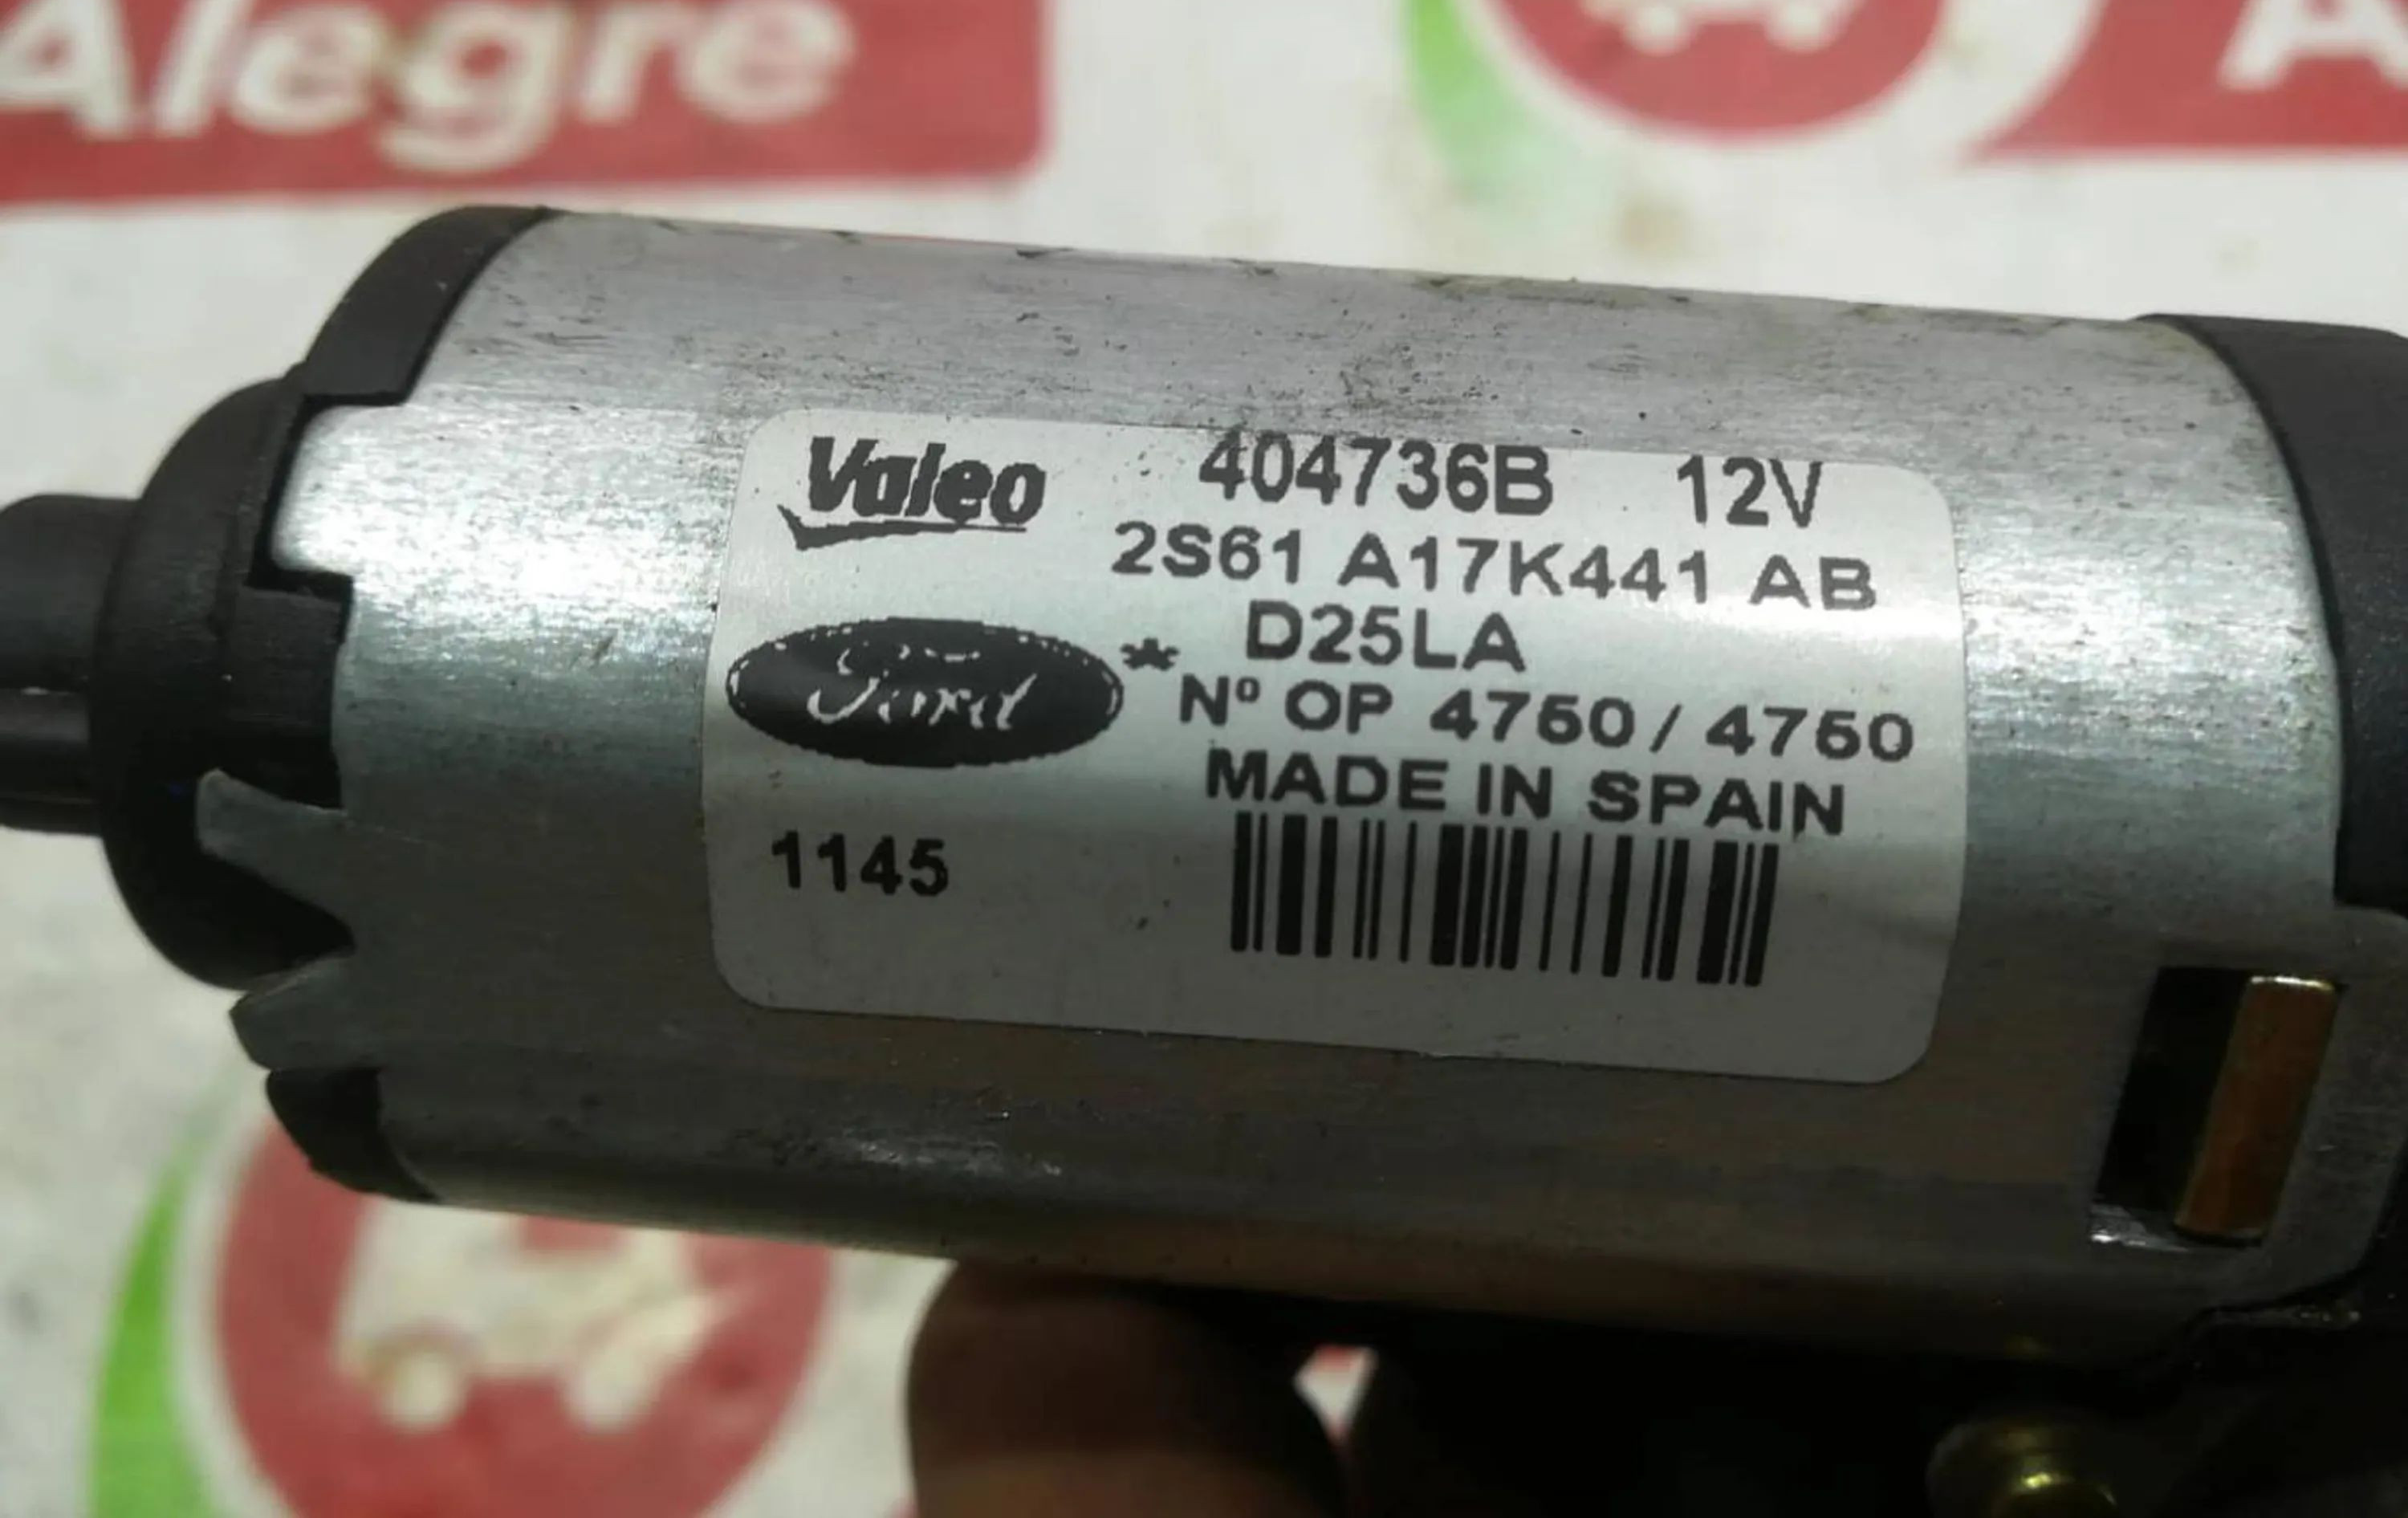 Alegre
A
Valeo 404736B 12V
2S61 A17K441 AB
D25LA
Ford * Nº OP 4760 / 4760
MADE IN SPAIN
1145